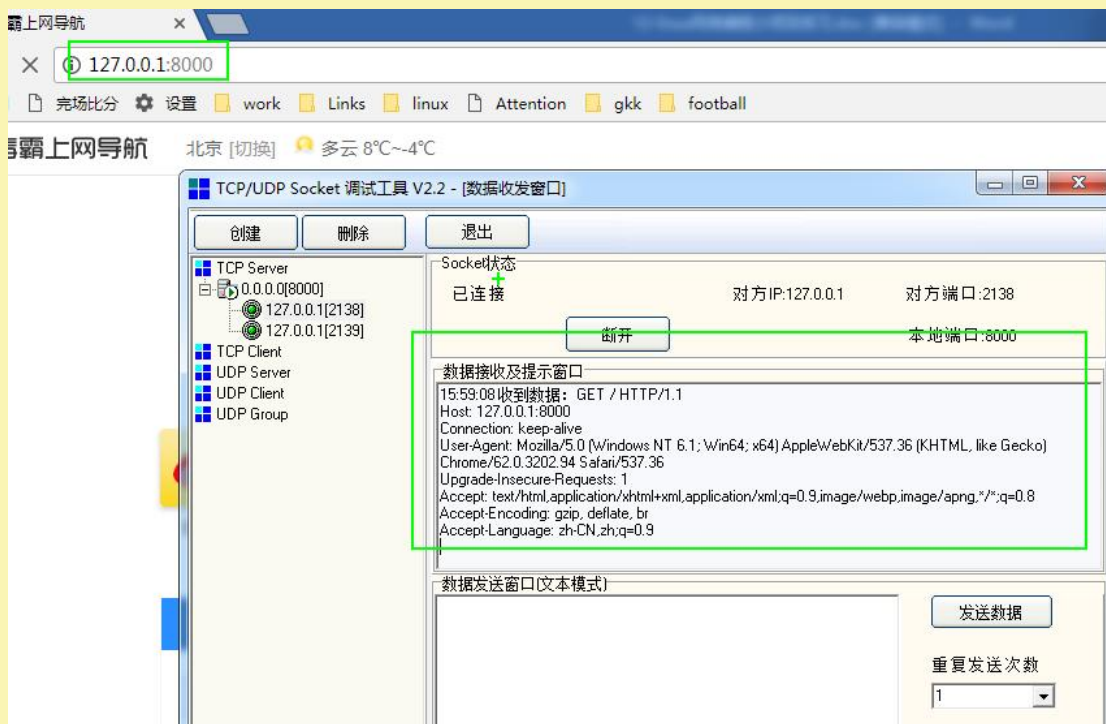 霸上网导航
127.0.0.1:8000
完场比分 设置 work Links linux Attention gkk football
霸上网导航 北京 [切换] 多云 8℃~-4℃
TCP/UDP Socket 调试工具 V2.2 - [数据收发窗口]
创建 删除 退出
TCP Server
0.0.0.0[8000]
127.0.0.1[2138]
127.0.0.1[2139]
TCP Client
UDP Server
UDP Client
UDP Group
Socket状态
已连接 对方IP:127.0.0.1 对方端口:2138
断开 本地端口:8000
数据接收及提示窗口
15:59:08收到数据：GET / HTTP/1.1
Host: 127.0.0.1:8000
Connection: keep-alive
User-Agent: Mozilla/5.0 (Windows NT 6.1; Win64; x64) AppleWebKit/537.36 (KHTML, like Gecko)
Chrome/62.0.3202.94 Safari/537.36
Upgrade-Insecure-Requests: 1
Accept: text/html,application/xhtml+xml,application/xml;q=0.9,image/webp,image/apng,*/*;q=0.8
Accept-Encoding: gzip, deflate, br
Accept-Language: zh-CN,zh;q=0.9
数据发送窗口(文本模式)
发送数据
重复发送次数
1